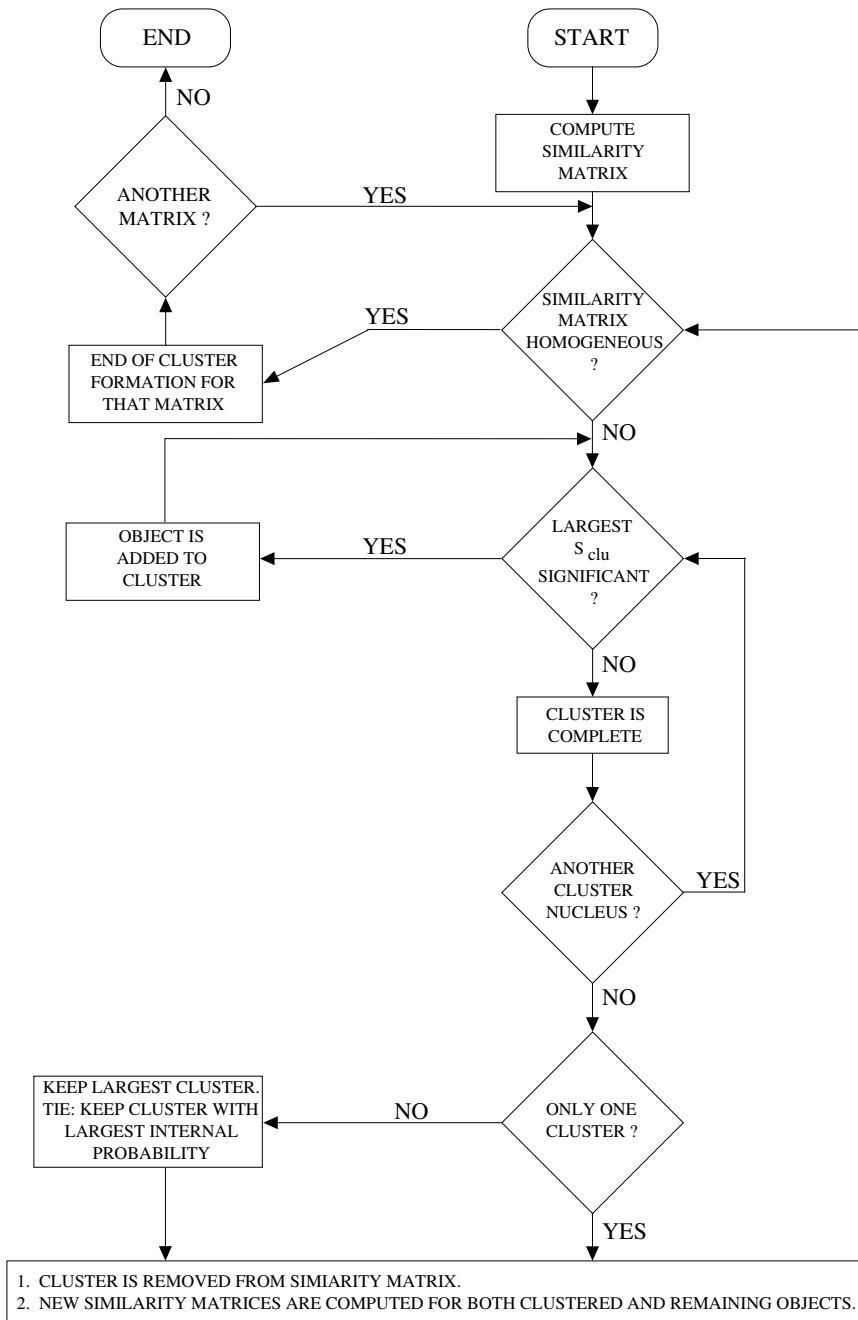 END
START
NO
COMPUTE
SIMILARITY
MATRIX
ANOTHER
MATRIX ?
YES
SIMILARITY
MATRIX
HOMOGENEOUS
?
YES
END OF CLUSTER
FORMATION FOR
THAT MATRIX
NO
LARGEST
S clu
SIGNIFICANT
?
YES
OBJECT IS
ADDED TO
CLUSTER
NO
CLUSTER IS
COMPLETE
ANOTHER
CLUSTER
NUCLEUS ?
YES
NO
KEEP LARGEST CLUSTER.
TIE: KEEP CLUSTER WITH
LARGEST INTERNAL
PROBABILITY
NO
ONLY ONE
CLUSTER ?
YES
1. CLUSTER IS REMOVED FROM SIMIARITY MATRIX.
2. NEW SIMILARITY MATRICES ARE COMPUTED FOR BOTH CLUSTERED AND REMAINING OBJECTS.